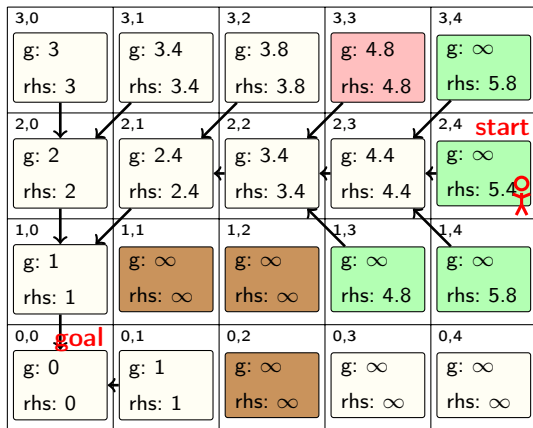 3,0 3,1 3,2 3,3 3,4
g: 3 g: 3.4 g: 3.8 g: 4.8 g: ∞
rhs: 3 rhs: 3.4 rhs: 3.8 rhs: 4.8 rhs: 5.8
2,0 2,1 2,2 2,3 2,4 start
g: 2 g: 2.4 g: 3.4 g: 4.4 g: ∞
rhs: 2 rhs: 2.4 rhs: 3.4 rhs: 4.4 rhs: 5.4
1,0 1,1 1,2 1,3 1,4
g: 1 g: ∞ g: ∞ g: ∞ g: ∞
rhs: 1 rhs: ∞ rhs: ∞ rhs: 4.8 rhs: 5.8
0,0 goal 0,1 0,2 0,3 0,4
g: 0 g: 1 g: ∞ g: ∞ g: ∞
rhs: 0 rhs: 1 rhs: ∞ rhs: ∞ rhs: ∞